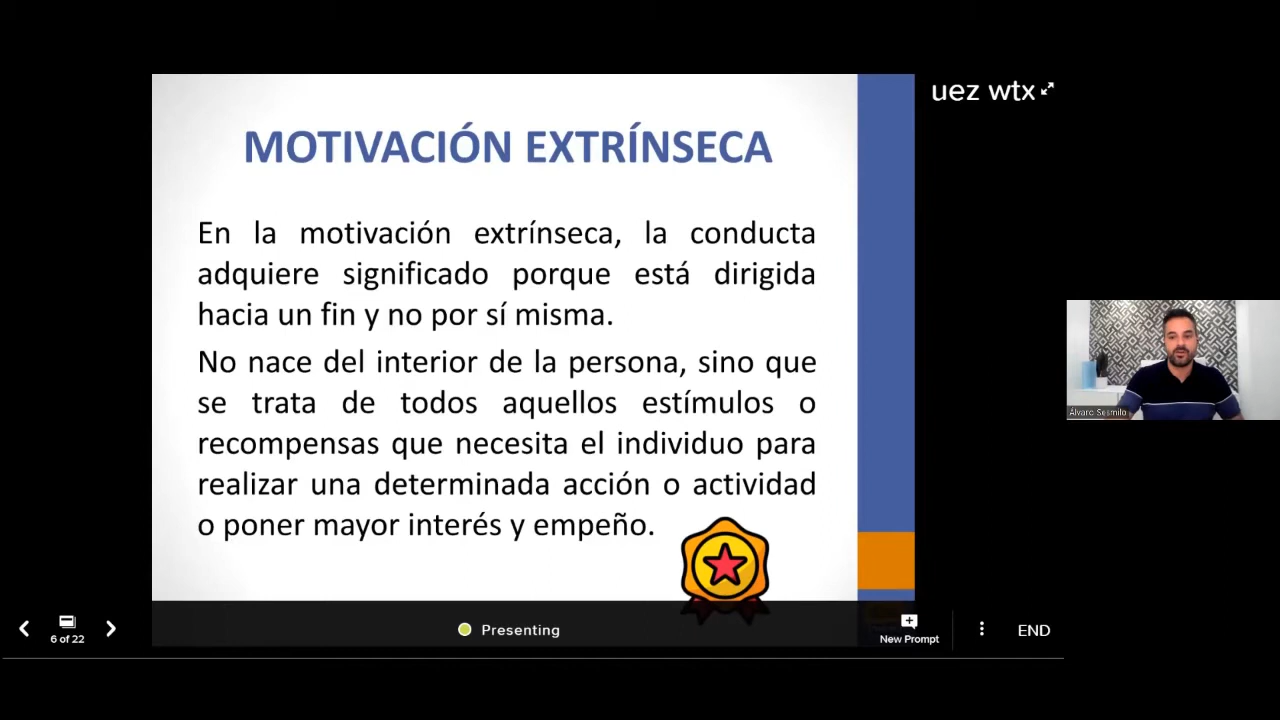 uez wtx
MOTIVACIÓN EXTRÍNSECA
En la motivación extrínseca, la conducta
adquiere significado porque está dirigida
hacia un fin y no por sí misma.
No nace del interior de la persona, sino que
se trata de todos aquellos estímulos o
recompensas que necesita el individuo para
realizar una determinada acción o actividad
o poner mayor interés y empeño.
Álvaro Sesmilo
6 of 22
Presenting
New Prompt
END